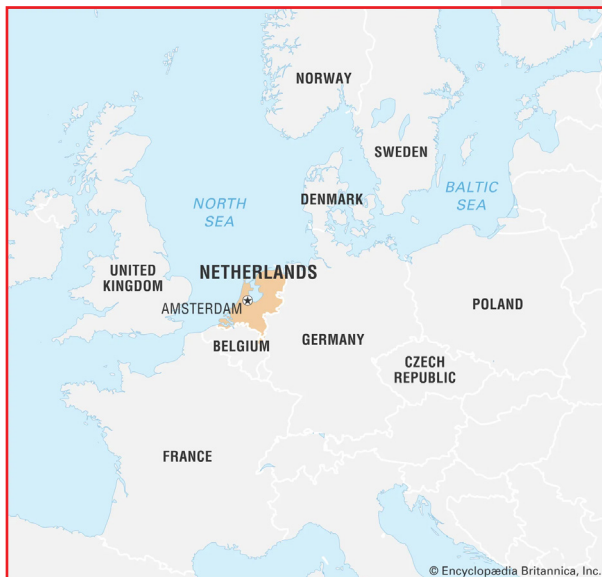 NORWAY
SWEDEN
BALTIC
SEA
DENMARK
NORTH
SEA
UNITED
KINGDOM
NETHERLANDS
AMSTERDAM
POLAND
BELGIUM
GERMANY
CZECH
REPUBLIC
FRANCE
© Encyclopædia Britannica, Inc.